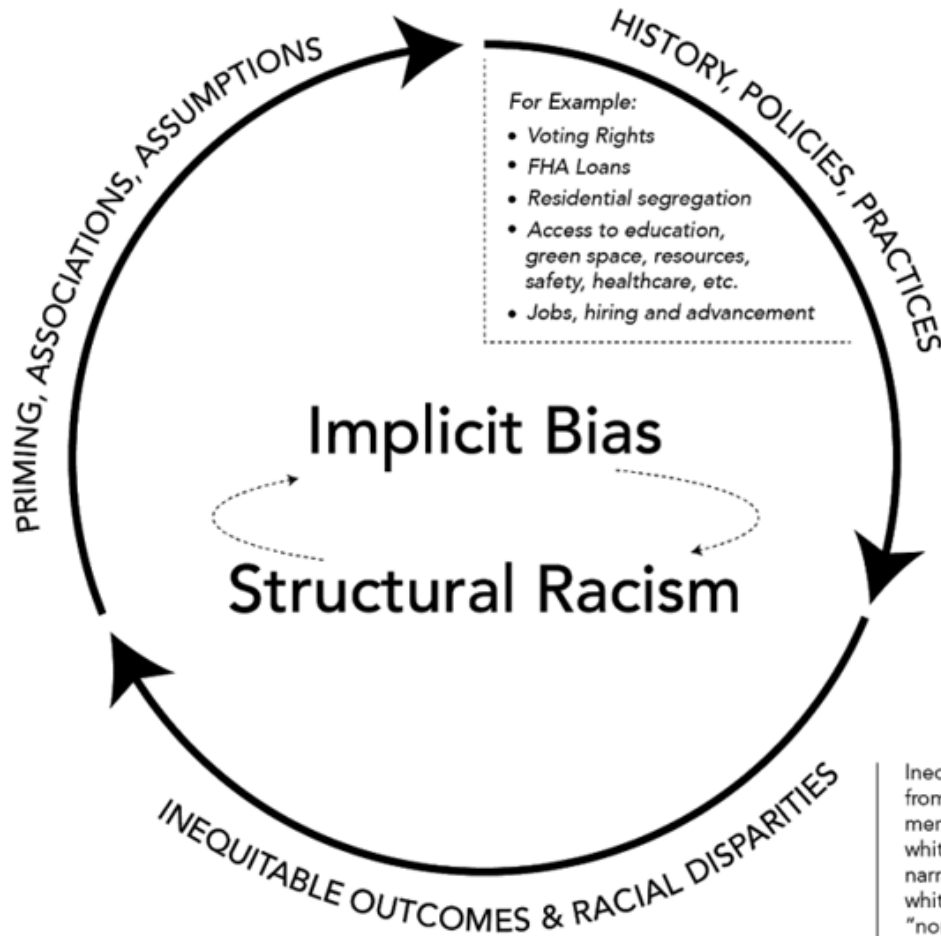 PRIMING, ASSOCIATIONS, ASSUMPTIONS
HISTORY, POLICIES, PRACTICES
For Example:
• Voting Rights
• FHA Loans
• Residential segregation
• Access to education,
green space, resources,
safety, healthcare, etc.
• Jobs, hiring and advancement
Implicit Bias
Structural Racism
INEQUITABLE OUTCOMES & RACIAL DISPARITIES
from